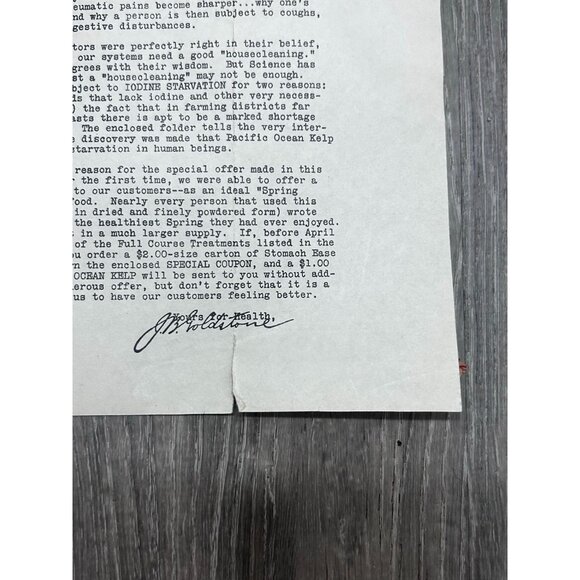 eumatic pains become sharper...why one's
nd why a person is then subject to coughs,
gestive disturbances.
tors were perfectly right in their belief,
our systems need a good "housecleaning."
grees with their wisdom. But Science has
st a "housecleaning" may not be enough.
bject to IODINE STARVATION for two reasons:
is that lack iodine and other very necess-
) the fact that in farming districts far
asts there is apt to be a marked shortage
The enclosed folder tells the very inter-
e discovery was made that Pacific Ocean Kelp
starvation in human beings.
reason for the special offer made in this
r the first time, we were able to offer a
to our customers--as an ideal "Spring
ood. Nearly every person that used this
in dried and finely powdered form) wrote
the healthiest Spring they had ever enjoyed.
in a much larger supply. If, before April
of the Full Course Treatments listed in the
ou order a $2.00-size carton of Stomach Ease
n the enclosed SPECIAL COUPON, and a $1.00
OCEAN KELP will be sent to you without add-
nerous offer, but don't forget that it is a
us to have our customers feeling better.
Yours for Health,
J.B. Goldstone